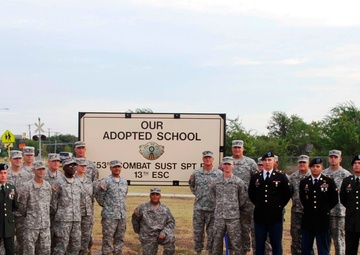 OUR
ADOPTED SCHOOL
53 COMBAT SUST SPT
13TH ESC